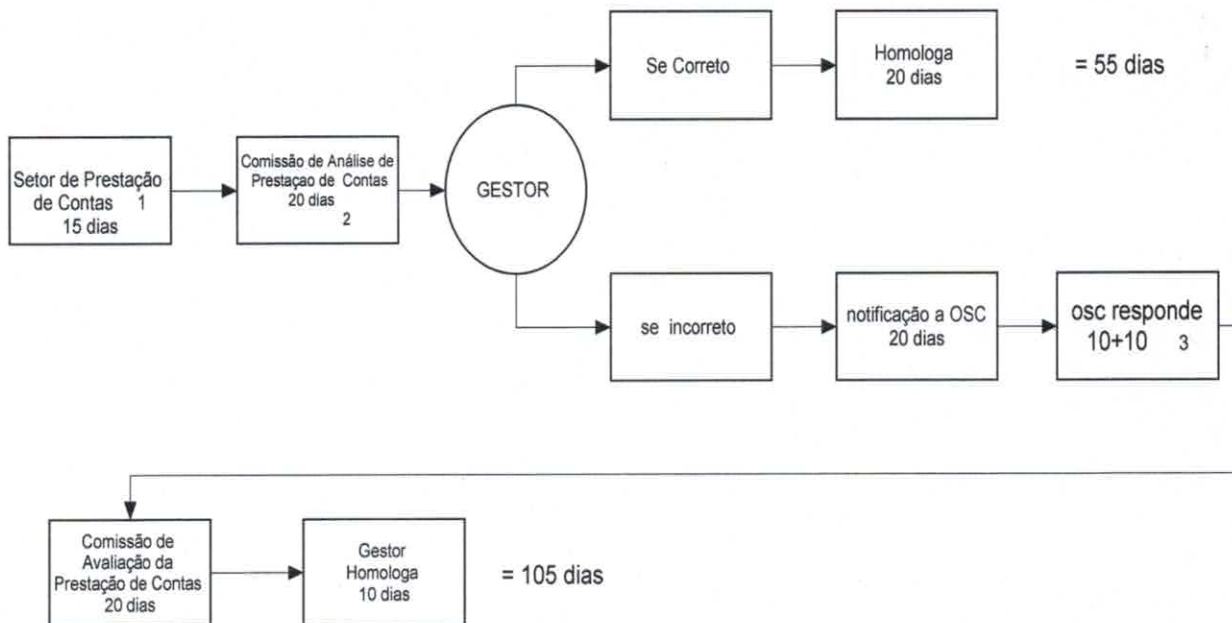 Setor de Prestação
de Contas 1
15 dias
Comissão de Análise de
Prestaçao de Contas
20 dias
2
GESTOR
Se Correto
Homologa
20 dias
= 55 dias
se incorreto
notificação a OSC
20 dias
osc responde
10+10 3
Comissão de
Avaliação da
Prestação de Contas
20 dias
Gestor
Homologa
10 dias
= 105 dias